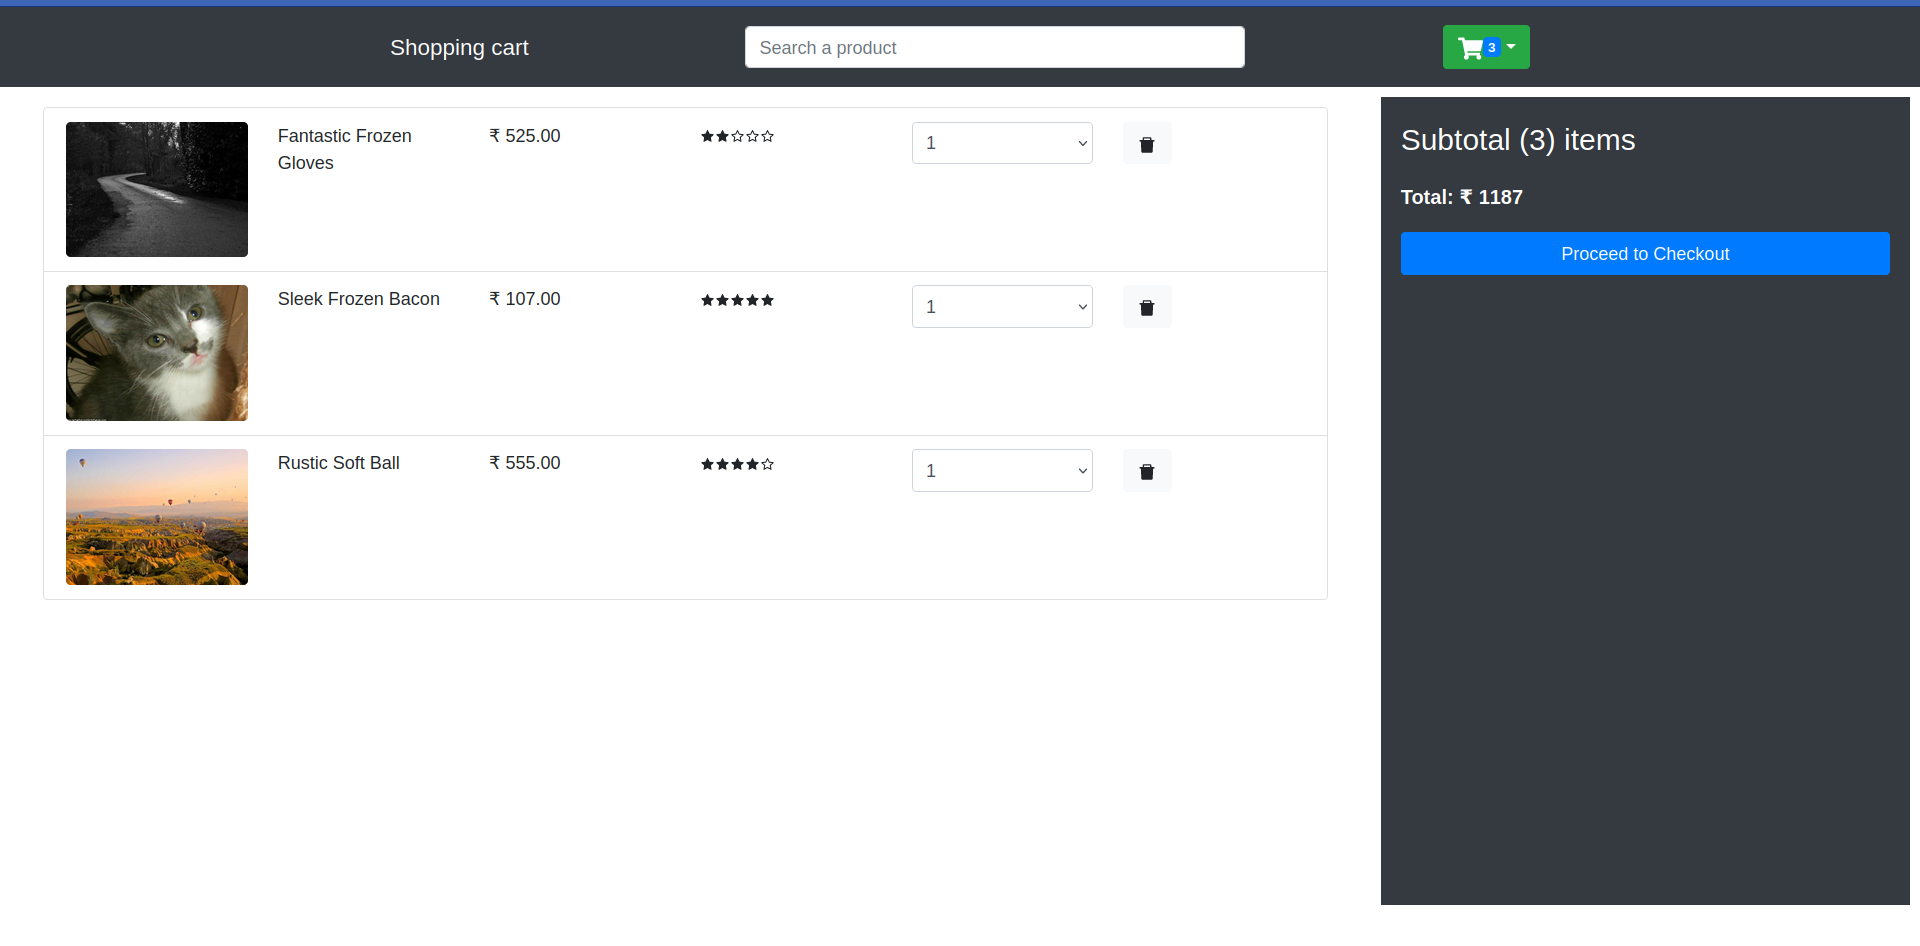 Shopping cart
Search a product
3
Fantastic Frozen
Gloves
₹ 525.00
1
Sleek Frozen Bacon
₹ 107.00
1
Rustic Soft Ball
₹ 555.00
1
Subtotal (3) items
Total: ₹ 1187
Proceed to Checkout